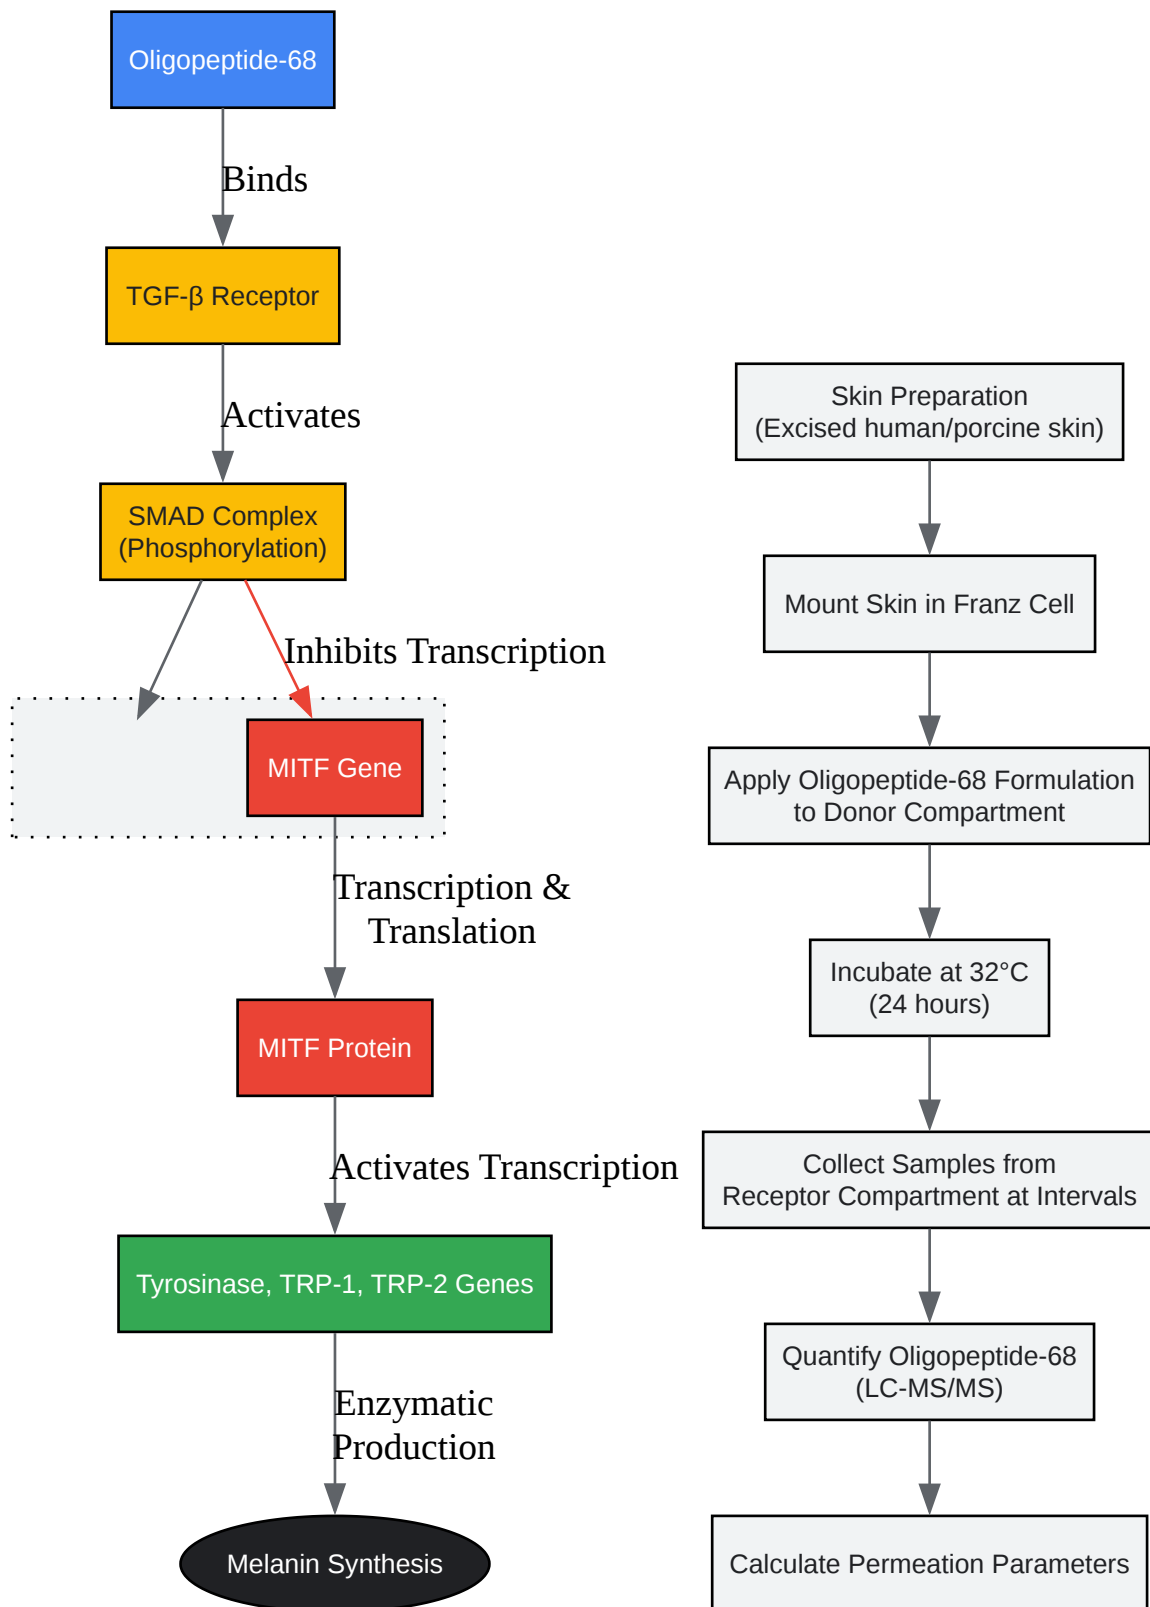 Oligopeptide-68
Binds
TGF-β Receptor
Activates
SMAD Complex
(Phosphorylation)
Inhibits Transcription
MITF Gene
Transcription &
Translation
MITF Protein
Activates Transcription
Tyrosinase, TRP-1, TRP-2 Genes
Enzymatic
Production
Melanin Synthesis
Skin Preparation
(Excised human/porcine skin)
Mount Skin in Franz Cell
Apply Oligopeptide-68 Formulation
to Donor Compartment
Incubate at 32°C
(24 hours)
Collect Samples from
Receptor Compartment at Intervals
Quantify Oligopeptide-68
(LC-MS/MS)
Calculate Permeation Parameters